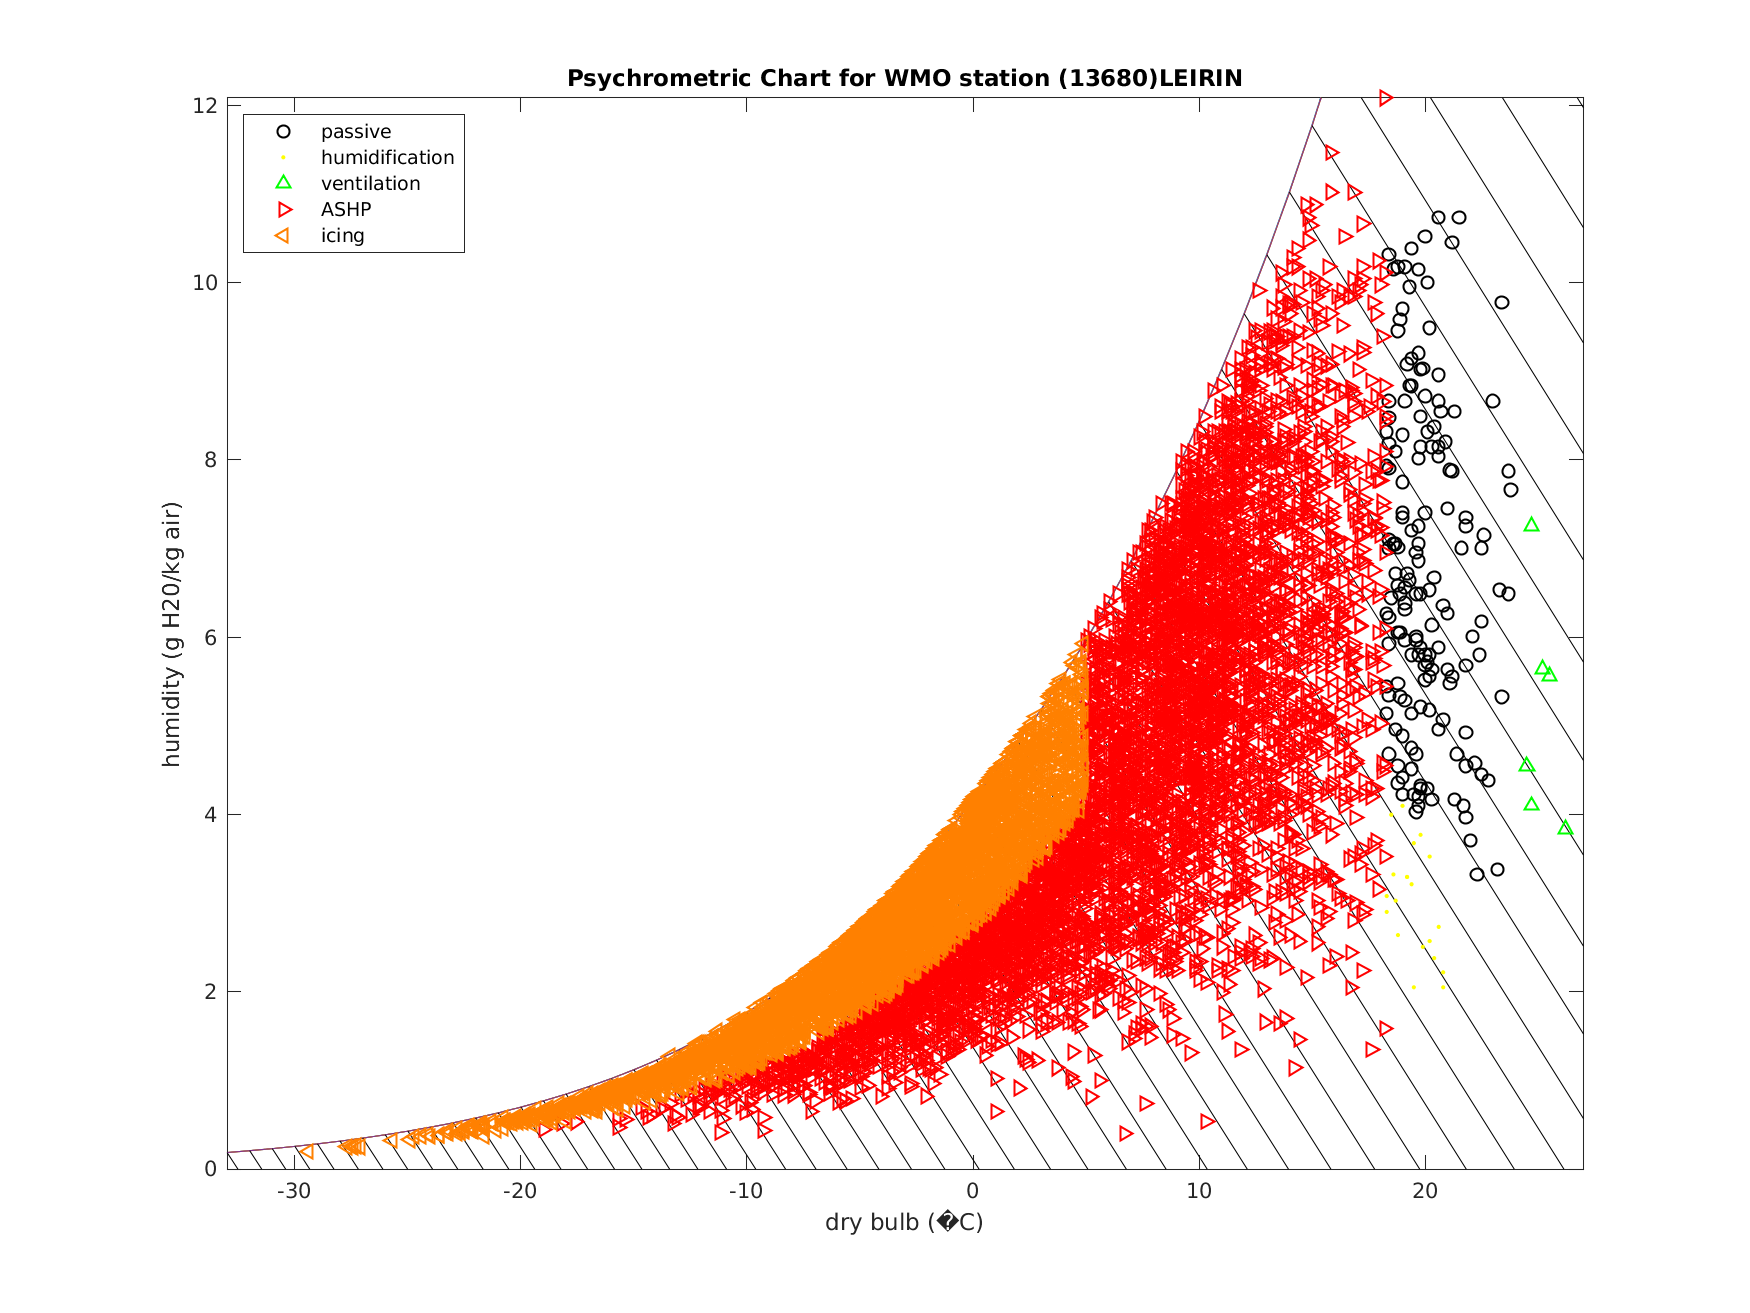 Psychrometric Chart for WMO station (13680)LEIRIN
12
10
8
6
4
2
0
humidity (g H20/kg air)
passive
humidification
ventilation
ASHP
icing
-30
-20
-10
0
10
20
dry bulb (�C)